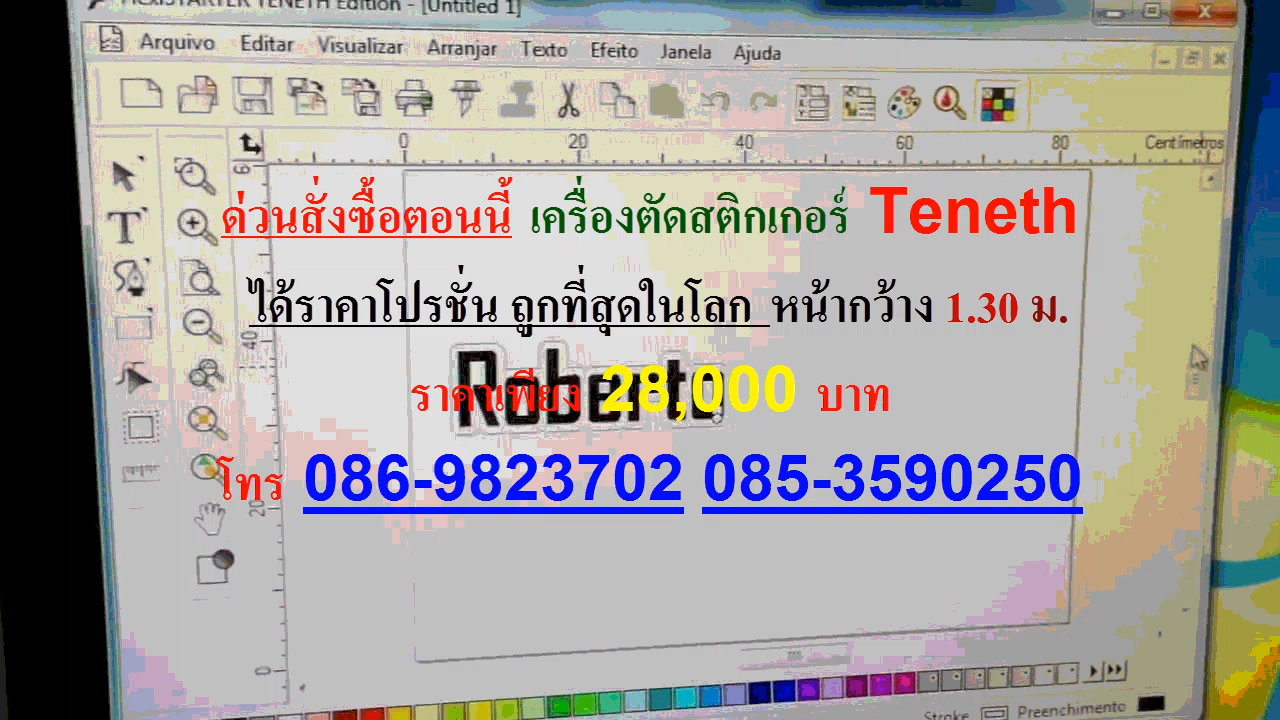 TENETH Edition - [Untitled 1]
Arquivo Editar Visualizar Arranjar Texto Efeito Janela Ajuda
0 20 40 60 80 Centímetros
ด่วนสั่งซื้อตอนนี้ เครื่องตัดสติกเกอร์ Teneth
ได้ราคาโปรชั่น ถูกที่สุดในโลก หน้ากว้าง 1.30 ม.
40
Roberto
ราคาเพียง 28,000 บาท
โทร 086-9823702 085-3590250
20
0
Stroke Preenchimento